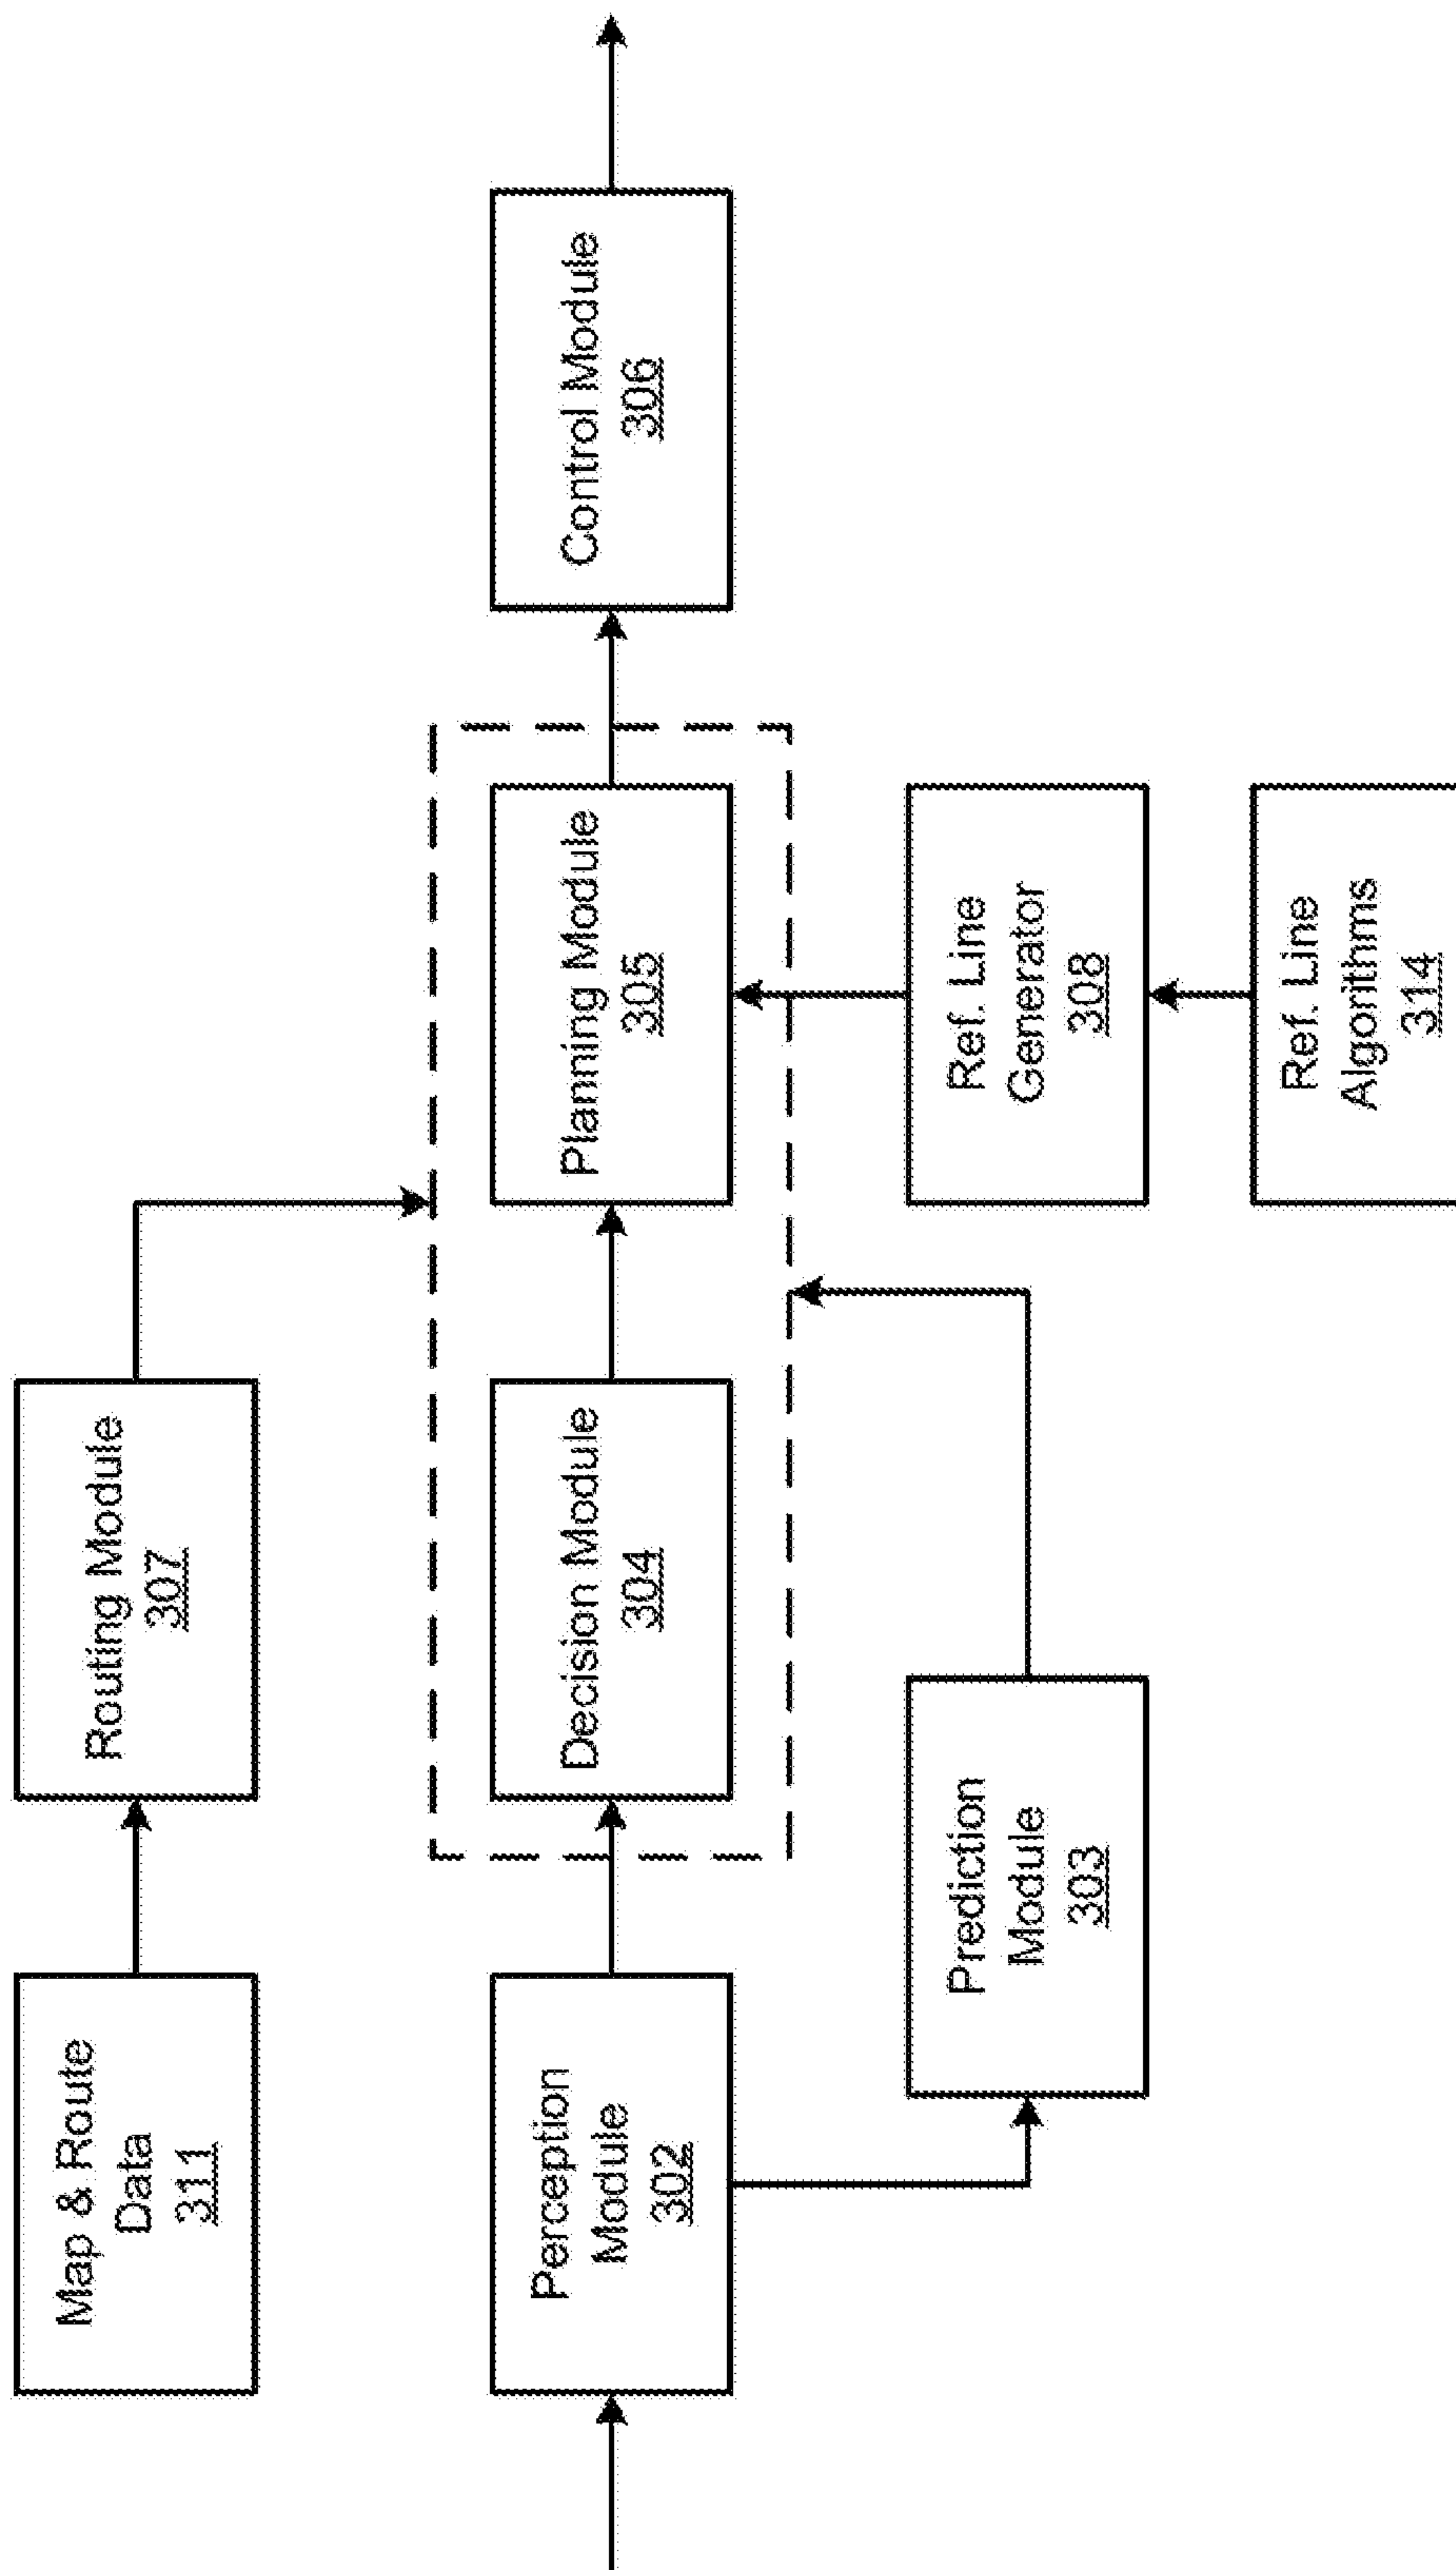 Map & Route
Data
311
Routing Module
307
Perception
Module
302
Decision Module
304
Planning Module
305
Control Module
306
Prediction
Module
303
Ref. Line
Generator
308
Ref. Line
Algorithms
314